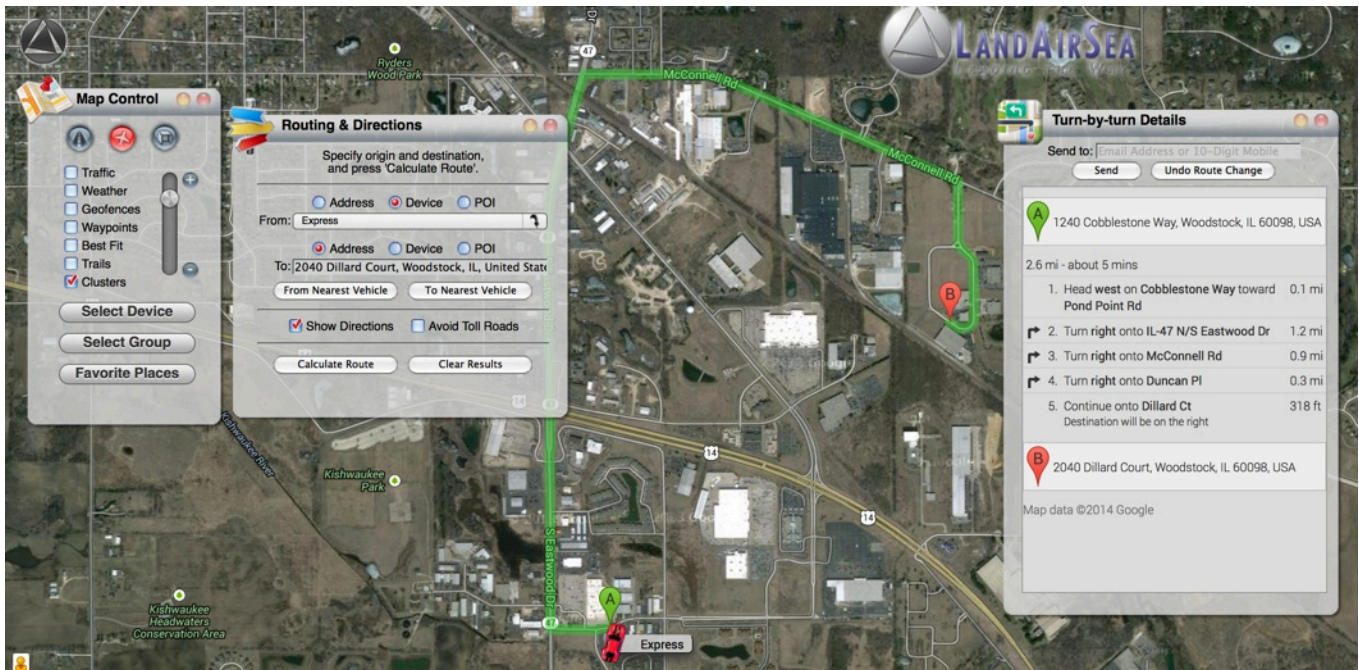 47
Ryders
Wood Park
McConnell Rd
LANDAIRSEA
Map Control
Traffic
Weather
Geofences
Waypoints
Best Fit
Trails
Clusters
Select Device
Select Group
Favorite Places
Routing & Directions
Specify origin and destination,
and press 'Calculate Route'.
Address Device POI
From: Express
Address Device POI
To: 2040 Dillard Court, Woodstock, IL, United State
From Nearest Vehicle To Nearest Vehicle
Show Directions Avoid Toll Roads
Calculate Route Clear Results
McConnell Rd
Turn-by-turn Details
Send to: Email Address or 10-Digit Mobile
Send Undo Route Change
A 1240 Cobblestone Way, Woodstock, IL 60098, USA
2.6 mi - about 5 mins
1. Head west on Cobblestone Way toward 0.1 mi
Pond Point Rd
2. Turn right onto IL-47 N/S Eastwood Dr 1.2 mi
3. Turn right onto McConnell Rd 0.9 mi
4. Turn right onto Duncan Pl 0.3 mi
5. Continue onto Dillard Ct 318 ft
Destination will be on the right
B 2040 Dillard Court, Woodstock, IL 60098, USA
Map data ©2014 Google
B
Kishwaukee River
14
14
Kishwaukee
Park
S Eastwood Dr
Kishwaukee
Headwaters
Conservation Area
47
A
Express